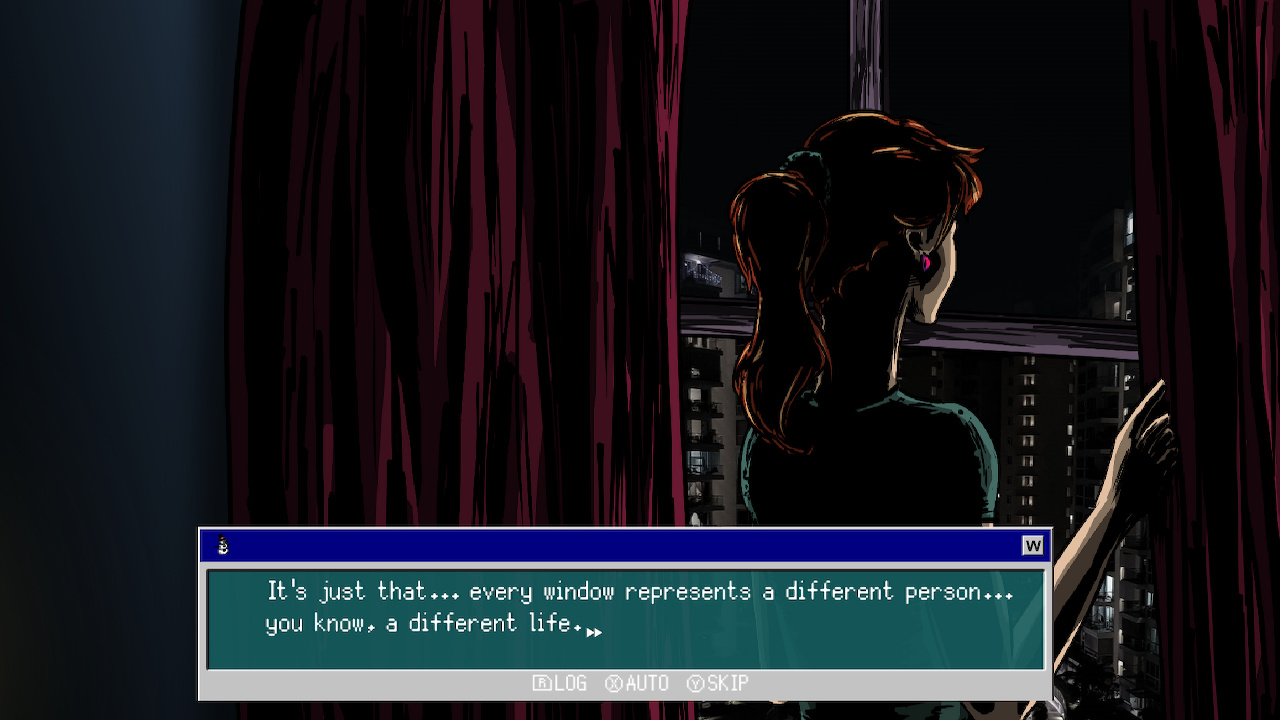 W
It's just that... every window represents a different person...
you know, a different life.
R LOG X AUTO Y SKIP